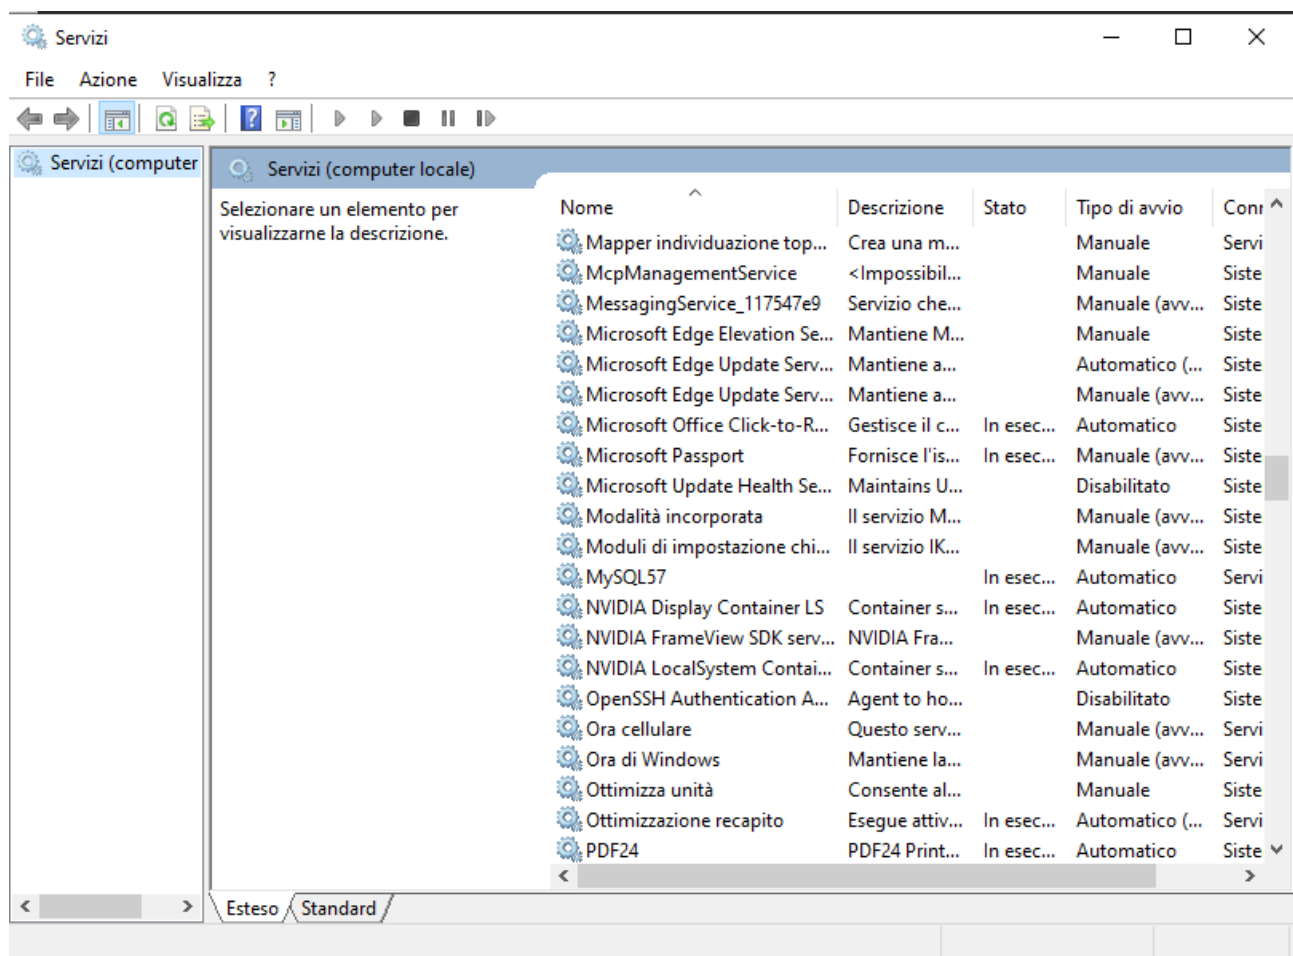 Servizi
File Azione Visualizza ?
Servizi (computer
Servizi (computer locale)
Selezionare un elemento per
visualizzarne la descrizione.
Nome Descrizione Stato Tipo di avvio Conr
Mapper individuazione top... Crea una m... Manuale Servi
McpManagementService <Impossibil... Manuale Siste
MessagingService_117547e9 Servizio che... Manuale (avv... Siste
Microsoft Edge Elevation Se... Mantiene M... Manuale Siste
Microsoft Edge Update Serv... Mantiene a... Automatico (... Siste
Microsoft Edge Update Serv... Mantiene a... Manuale (avv... Siste
Microsoft Office Click-to-R... Gestisce il c... In esec... Automatico Siste
Microsoft Passport Fornisce l'is... In esec... Manuale (avv... Siste
Microsoft Update Health Se... Maintains U... Disabilitato Siste
Modalità incorporata Il servizio M... Manuale (avv... Siste
Moduli di impostazione chi... Il servizio IK... Manuale (avv... Siste
MySQL57 In esec... Automatico Servi
NVIDIA Display Container LS Container s... In esec... Automatico Siste
NVIDIA FrameView SDK serv... NVIDIA Fra... Manuale (avv... Siste
NVIDIA LocalSystem Contai... Container s... In esec... Automatico Siste
OpenSSH Authentication A... Agent to ho... Disabilitato Siste
Ora cellulare Questo serv... Manuale (avv... Servi
Ora di Windows Mantiene la... Manuale (avv... Servi
Ottimizza unità Consente al... Manuale Siste
Ottimizzazione recapito Esegue attiv... In esec... Automatico (... Servi
PDF24 PDF24 Print... In esec... Automatico Siste
Esteso Standard